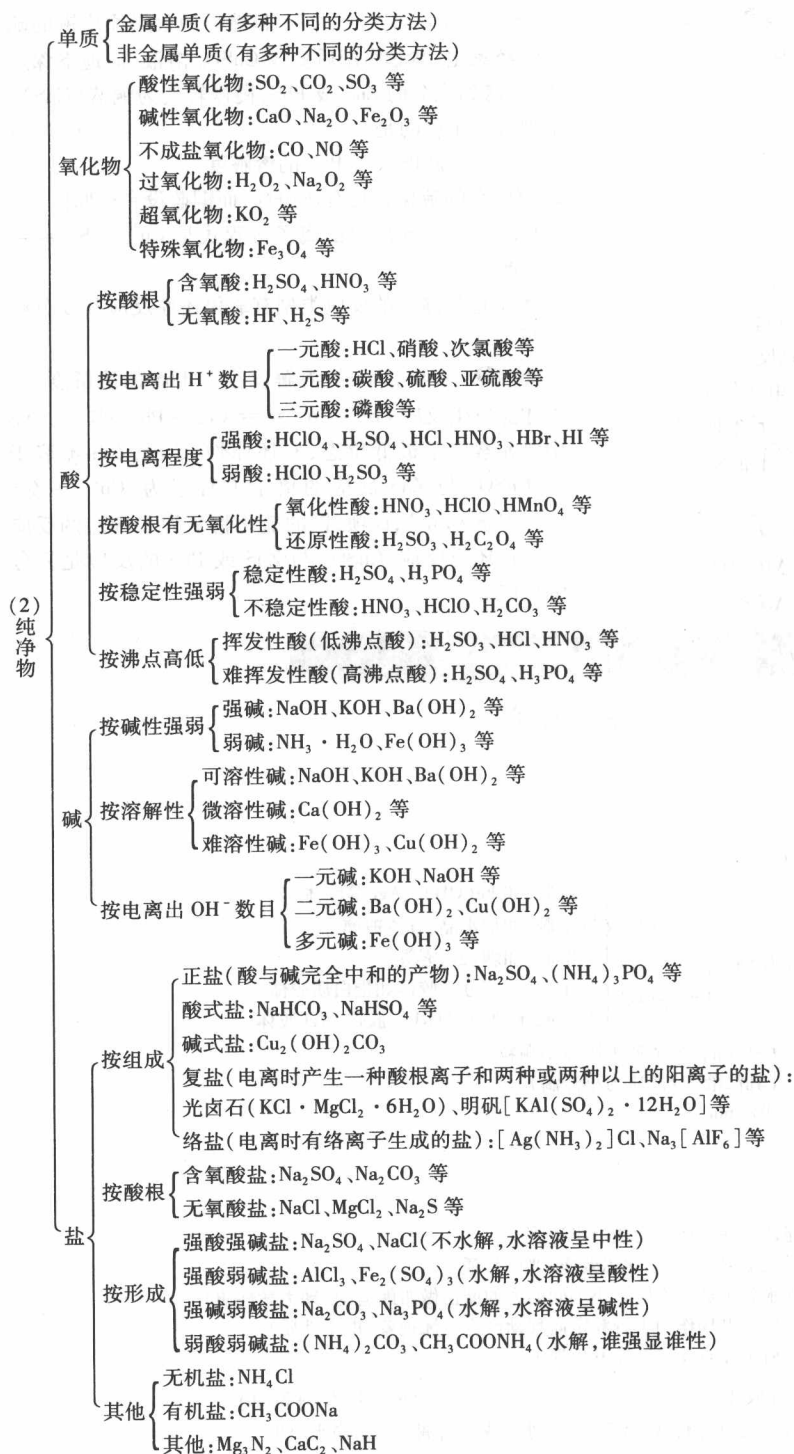 单质
金属单质(有多种不同的分类方法)
非金属单质(有多种不同的分类方法)
氧化物
酸性氧化物:SO₂、CO₂、SO₃ 等
碱性氧化物:CaO、Na₂O、Fe₂O₃ 等
不成盐氧化物:CO、NO 等
过氧化物:H₂O₂、Na₂O₂ 等
超氧化物:KO₂ 等
特殊氧化物:Fe₃O₄ 等
(2)纯净物
酸
按酸根
含氧酸:H₂SO₄、HNO₃ 等
无氧酸:HF、H₂S 等
按电离出 H⁺ 数目
一元酸:HCl、硝酸、次氯酸等
二元酸:碳酸、硫酸、亚硫酸等
三元酸:磷酸等
按电离程度
强酸:HClO₄、H₂SO₄、HCl、HNO₃、HBr、HI 等
弱酸:HClO、H₂SO₃ 等
按酸根有无氧化性
氧化性酸:HNO₃、HClO、HMnO₄ 等
还原性酸:H₂SO₃、H₂C₂O₄ 等
按稳定性强弱
稳定性酸:H₂SO₄、H₃PO₄ 等
不稳定性酸:HNO₃、HClO、H₂CO₃ 等
按沸点高低
挥发性酸(低沸点酸):H₂SO₃、HCl、HNO₃ 等
难挥发性酸(高沸点酸):H₂SO₄、H₃PO₄ 等
碱
按碱性强弱
强碱:NaOH、KOH、Ba(OH)₂ 等
弱碱:NH₃·H₂O、Fe(OH)₃ 等
按溶解性
可溶性碱:NaOH、KOH、Ba(OH)₂ 等
微溶性碱:Ca(OH)₂ 等
难溶性碱:Fe(OH)₃、Cu(OH)₂ 等
按电离出 OH⁻ 数目
一元碱:KOH、NaOH 等
二元碱:Ba(OH)₂、Cu(OH)₂ 等
多元碱:Fe(OH)₃ 等
盐
按组成
正盐(酸与碱完全中和的产物):Na₂SO₄、(NH₄)₃PO₄ 等
酸式盐:NaHCO₃、NaHSO₄ 等
碱式盐:Cu₂(OH)₂CO₃
复盐(电离时产生一种酸根离子和两种或两种以上的阳离子的盐):
光卤石(KCl·MgCl₂·6H₂O)、明矾[KAl(SO₄)₂·12H₂O]等
络盐(电离时有络离子生成的盐):[Ag(NH₃)₂]Cl、Na₃[AlF₆]等
按酸根
含氧酸盐:Na₂SO₄、Na₂CO₃ 等
无氧酸盐:NaCl、MgCl₂、Na₂S 等
按形成
强酸强碱盐:Na₂SO₄、NaCl(不水解,水溶液呈中性)
强酸弱碱盐:AlCl₃、Fe₂(SO₄)₃(水解,水溶液呈酸性)
强碱弱酸盐:Na₂CO₃、Na₃PO₄(水解,水溶液呈碱性)
弱酸弱碱盐:(NH₄)₂CO₃、CH₃COONH₄(水解,谁强显谁性)
其他
无机盐:NH₄Cl
有机盐:CH₃COONa
其他:Mg₃N₂、CaC₂、NaH